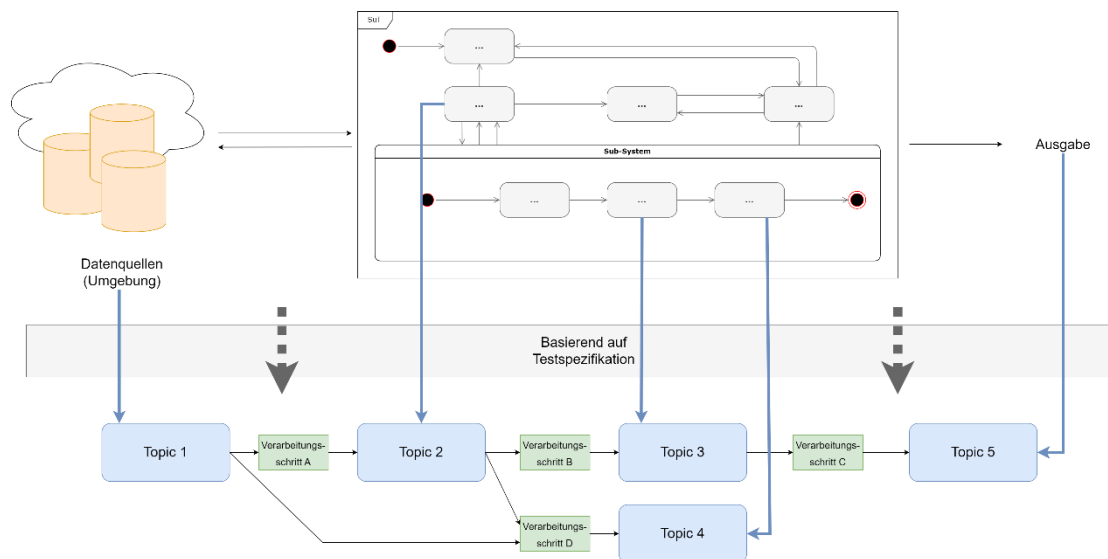 SuT
...
...
...
...
Sub-System
...
...
...
Ausgabe
Datenquellen
(Umgebung)
Basierend auf
Testspezifikation
Topic 1
Verarbeitungs-
schritt A
Topic 2
Verarbeitungs-
schritt B
Topic 3
Verarbeitungs-
schritt C
Topic 5
Verarbeitungs-
schritt D
Topic 4